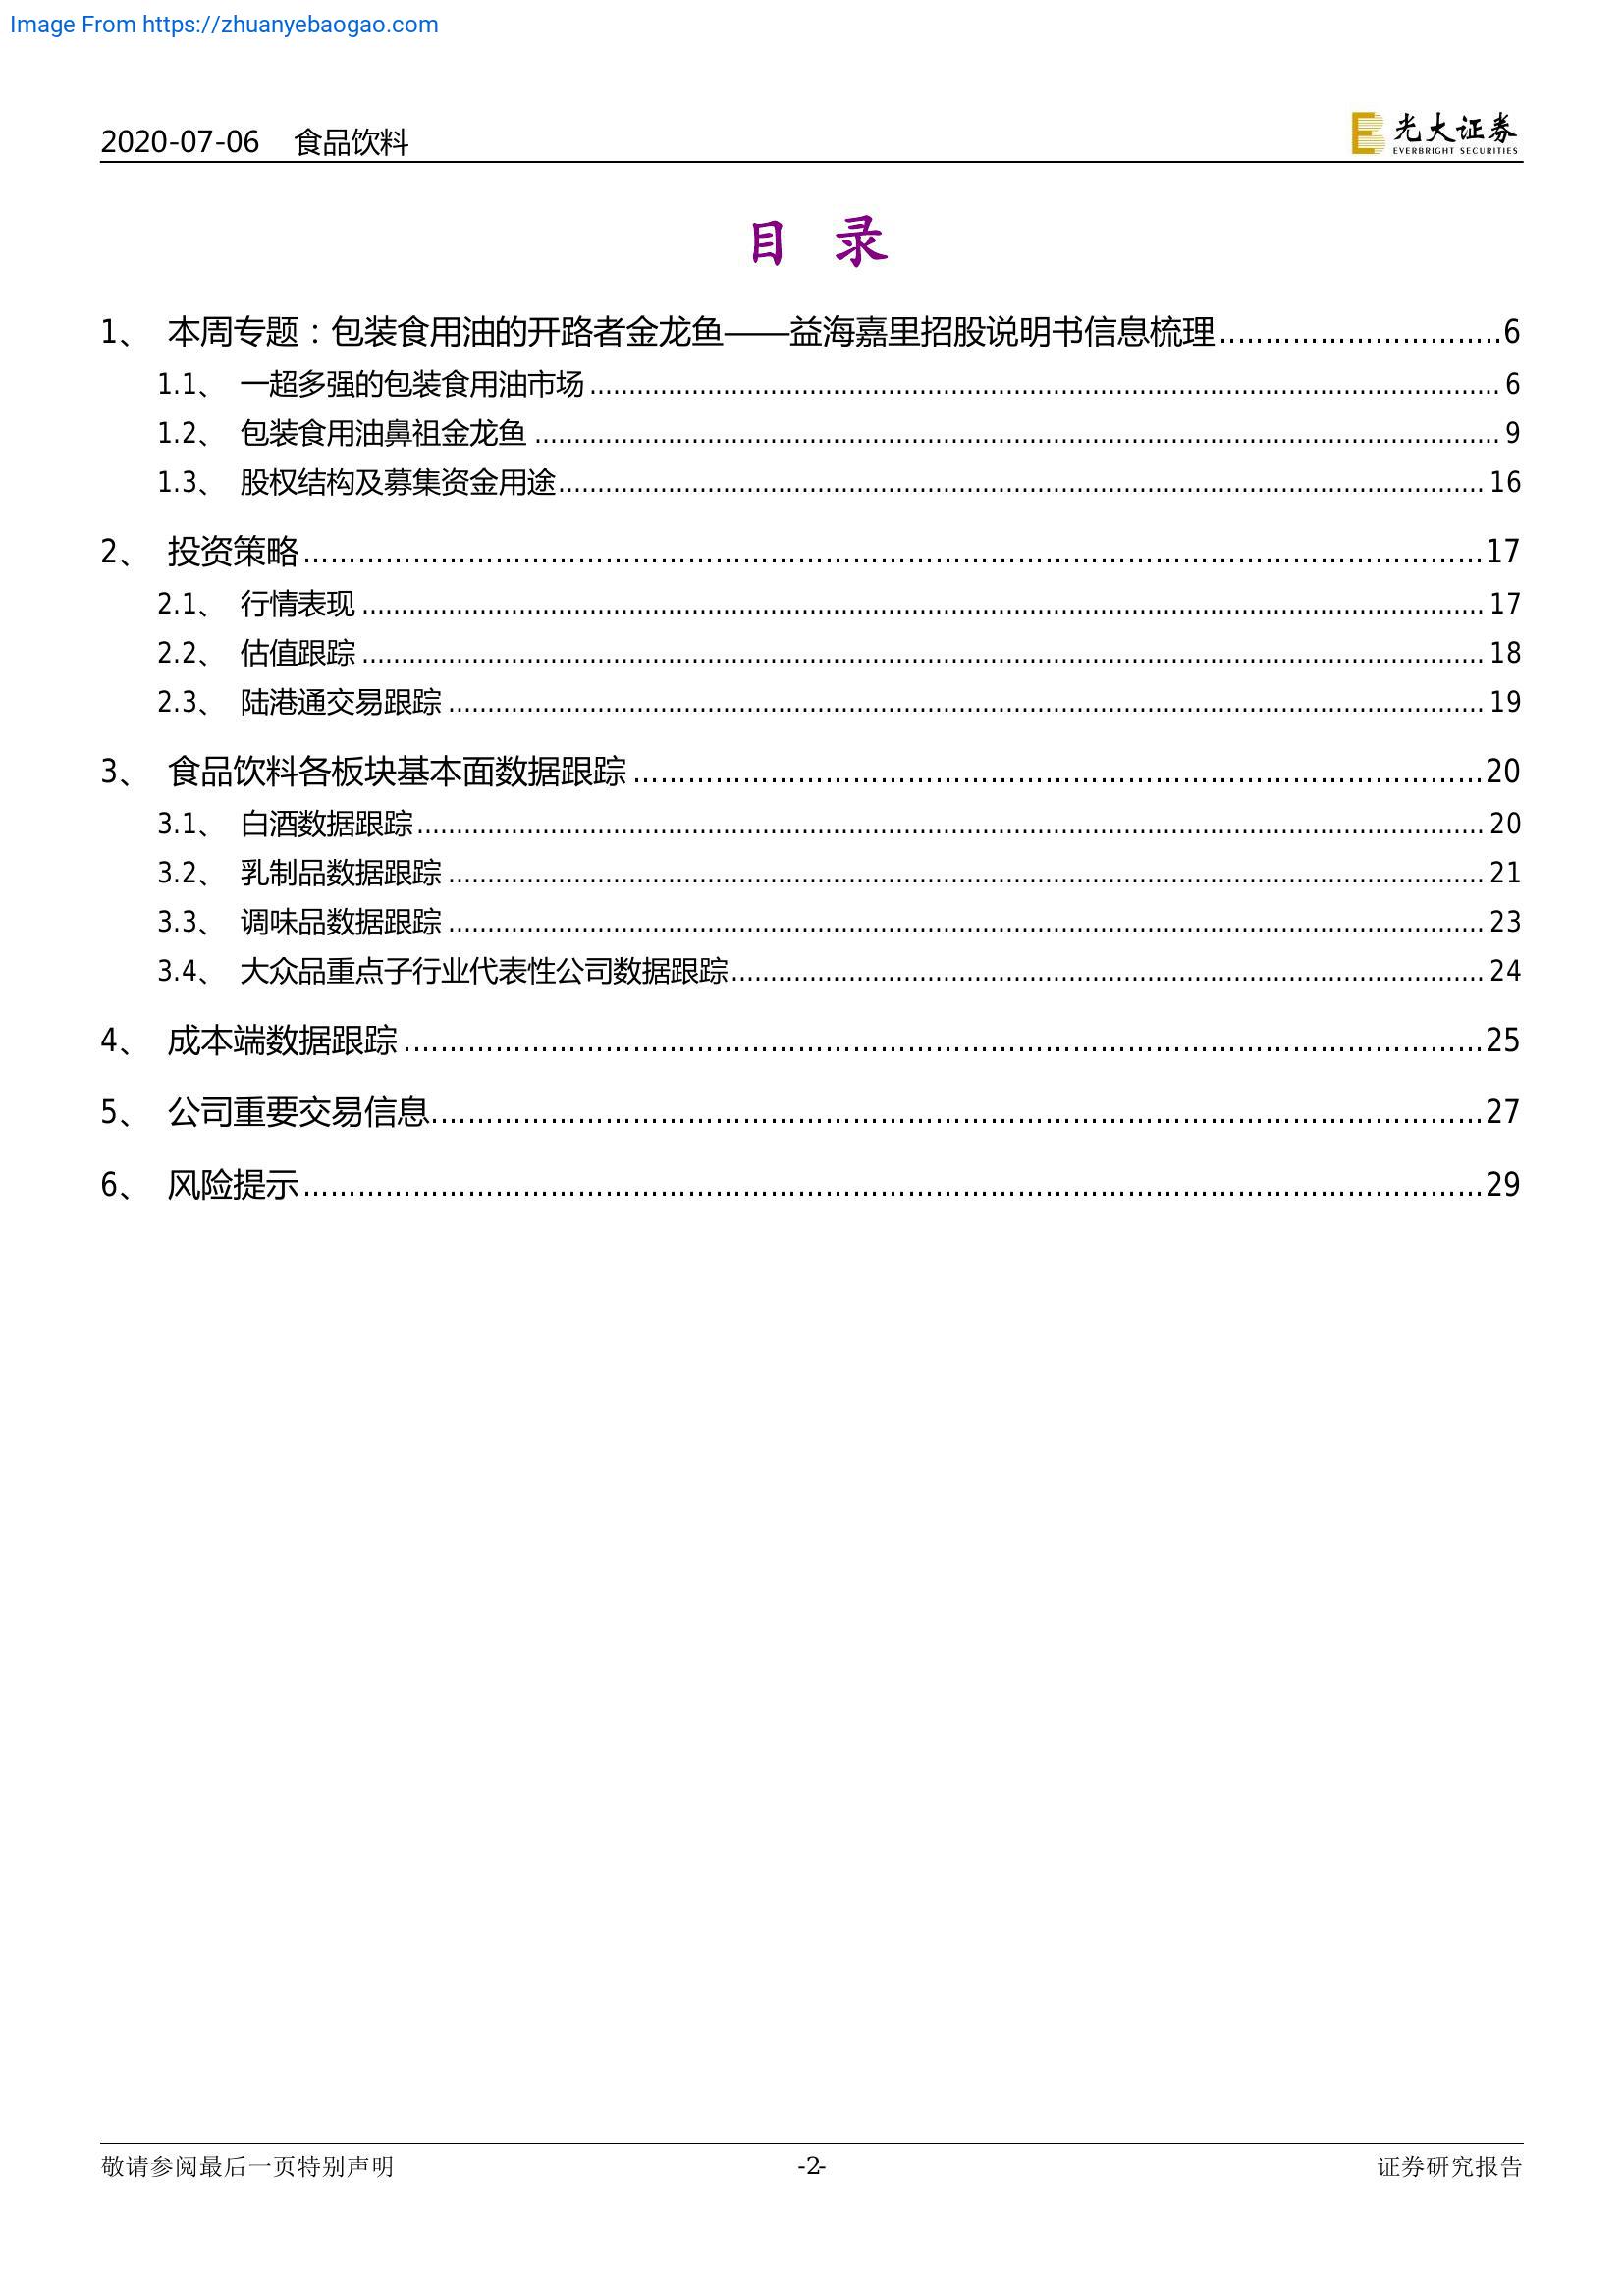 Image From https://zhuanyebaogao.com
2020-07-06 食品饮料
光大证券
EVERBRIGHT SECURITIES
目 录
1、 本周专题：包装食用油的开路者金龙鱼——益海嘉里招股说明书信息梳理 6
1.1、 一超多强的包装食用油市场 6
1.2、 包装食用油鼻祖金龙鱼 9
1.3、 股权结构及募集资金用途 16
2、 投资策略 17
2.1、 行情表现 17
2.2、 估值跟踪 18
2.3、 陆港通交易跟踪 19
3、 食品饮料各板块基本面数据跟踪 20
3.1、 白酒数据跟踪 20
3.2、 乳制品数据跟踪 21
3.3、 调味品数据跟踪 23
3.4、 大众品重点子行业代表性公司数据跟踪 24
4、 成本端数据跟踪 25
5、 公司重要交易信息 27
6、 风险提示 29
敬请参阅最后一页特别声明 -2- 证券研究报告